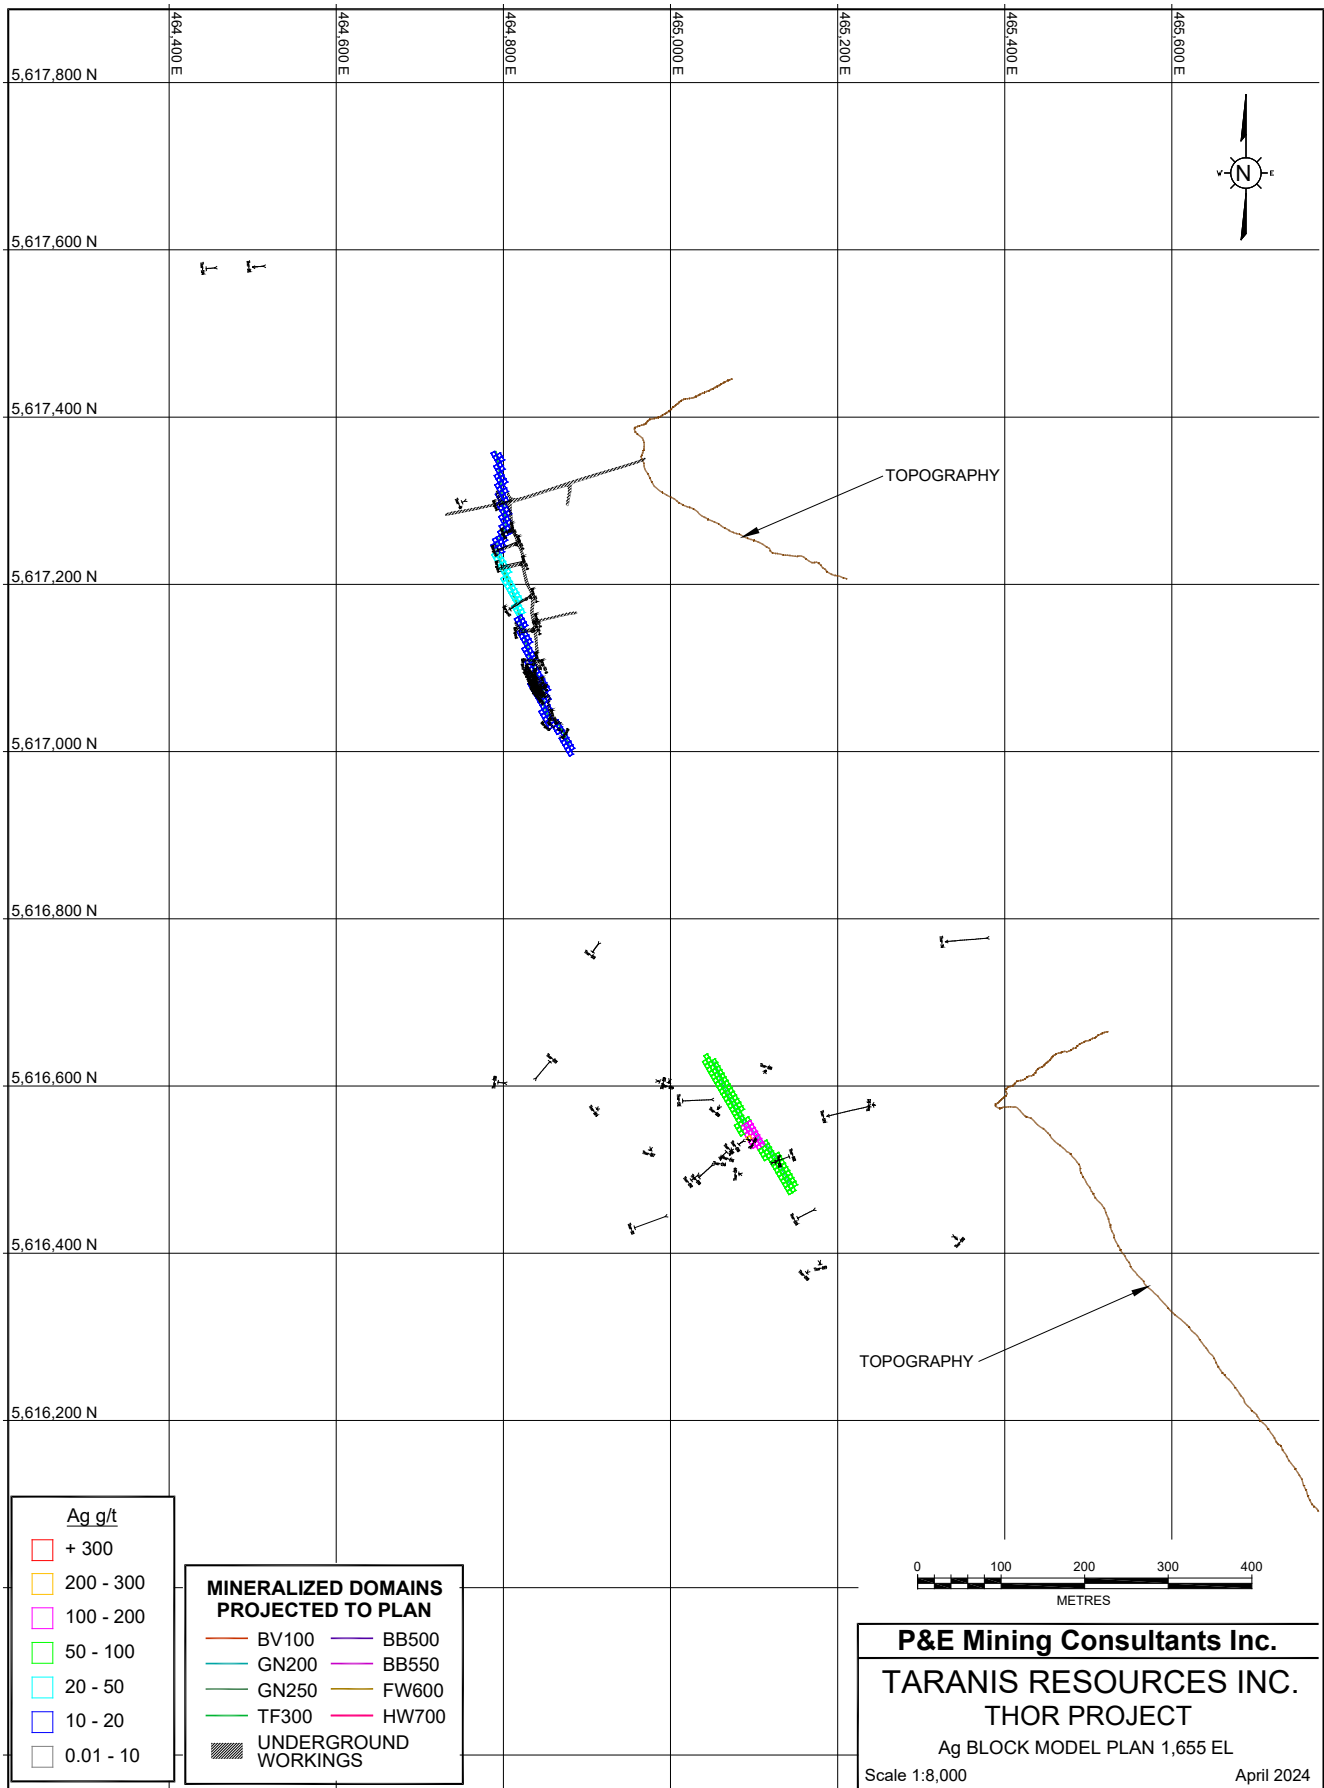 464,400 E
464,600 E
464,800 E
465,000 E
465,200 E
465,400 E
465,600 E
5,617,800 N
W N E
5,617,600 N
5,617,400 N
TOPOGRAPHY
5,617,200 N
5,617,000 N
5,616,800 N
5,616,600 N
5,616,400 N
TOPOGRAPHY
5,616,200 N
Ag g/t
+ 300
200 - 300
100 - 200
50 - 100
20 - 50
10 - 20
0.01 - 10
MINERALIZED DOMAINS
PROJECTED TO PLAN
BV100 BB500
GN200 BB550
GN250 FW600
TF300 HW700
UNDERGROUND
WORKINGS
0 100 200 300 400
METRES
P&E Mining Consultants Inc.
TARANIS RESOURCES INC.
THOR PROJECT
Ag BLOCK MODEL PLAN 1,655 EL
Scale 1:8,000 April 2024